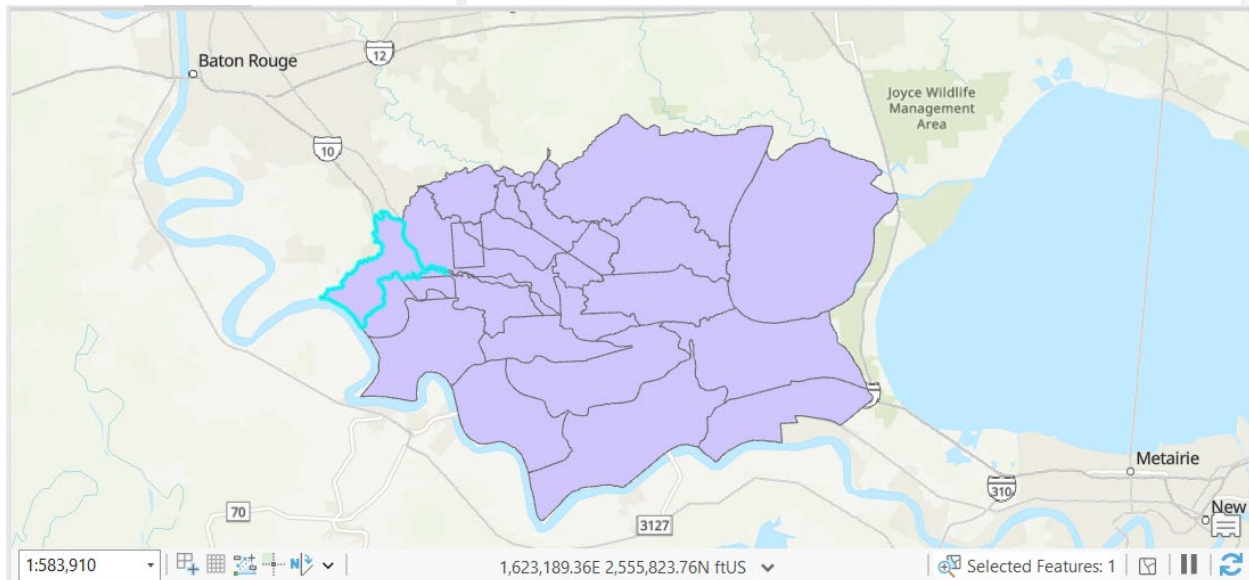 Baton Rouge
12
Joyce Wildlife
Management
Area
10
Metairie
310
New
70
3127
1:583,910
N
1,623,189.36E 2,555,823.76N ftUS
Selected Features: 1